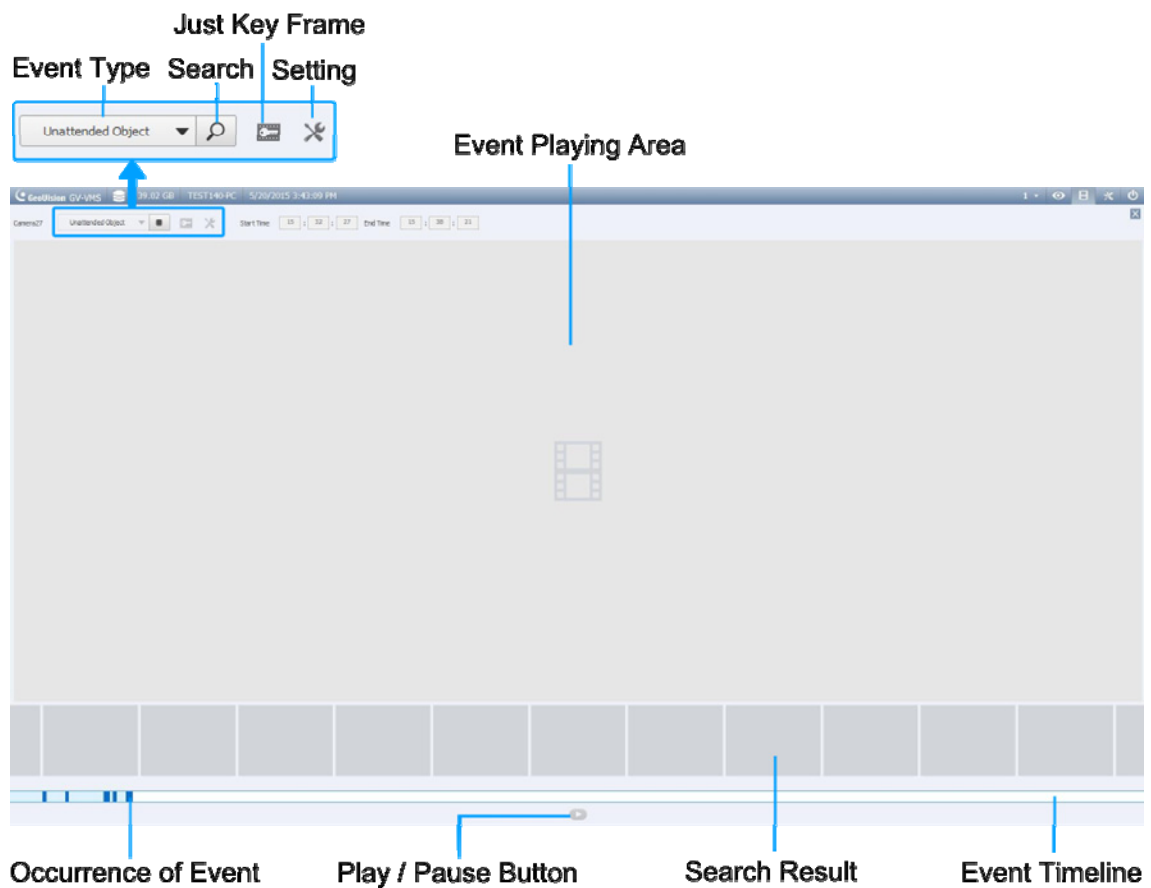 Just Key Frame
Event Type Search Setting
Unattended Object
Event Playing Area
GeoVision GV-VMS 39.02 GB TEST140-PC 5/20/2015 3:43:09 PM 1
Camera27 Unattended Object Start Time 15 : 32 : 27 End Time 15 : 38 : 21
Occurrence of Event Play / Pause Button Search Result Event Timeline